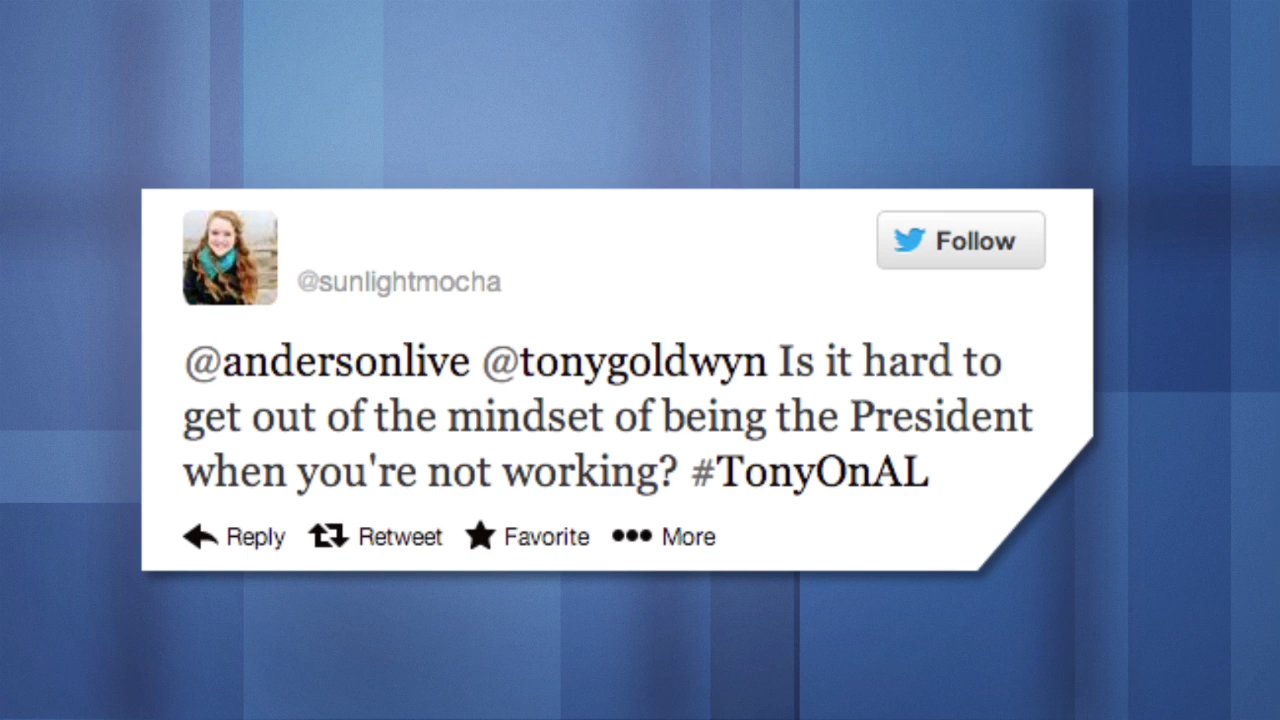 @sunlightmocha
Follow
@andersonlive @tonygoldwyn Is it hard to
get out of the mindset of being the President
when you're not working? #TonyOnAL
Reply Retweet Favorite More